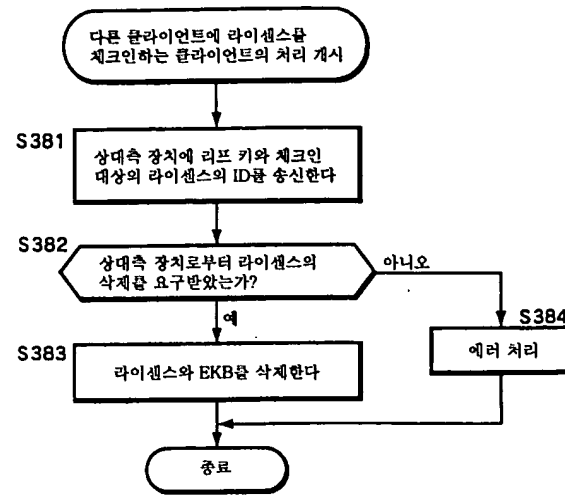 다른 클라이언트에 라이센스를
체크인하는 클라이언트의 처리 개시
S381
상대측 장치에 리프 키와 체크인
대상의 라이센스의 ID를 송신한다
S382
상대측 장치로부터 라이센스의
삭제를 요구받았는가?
아니오
예
S384
에러 처리
S383
라이센스와 EKB를 삭제한다
종료